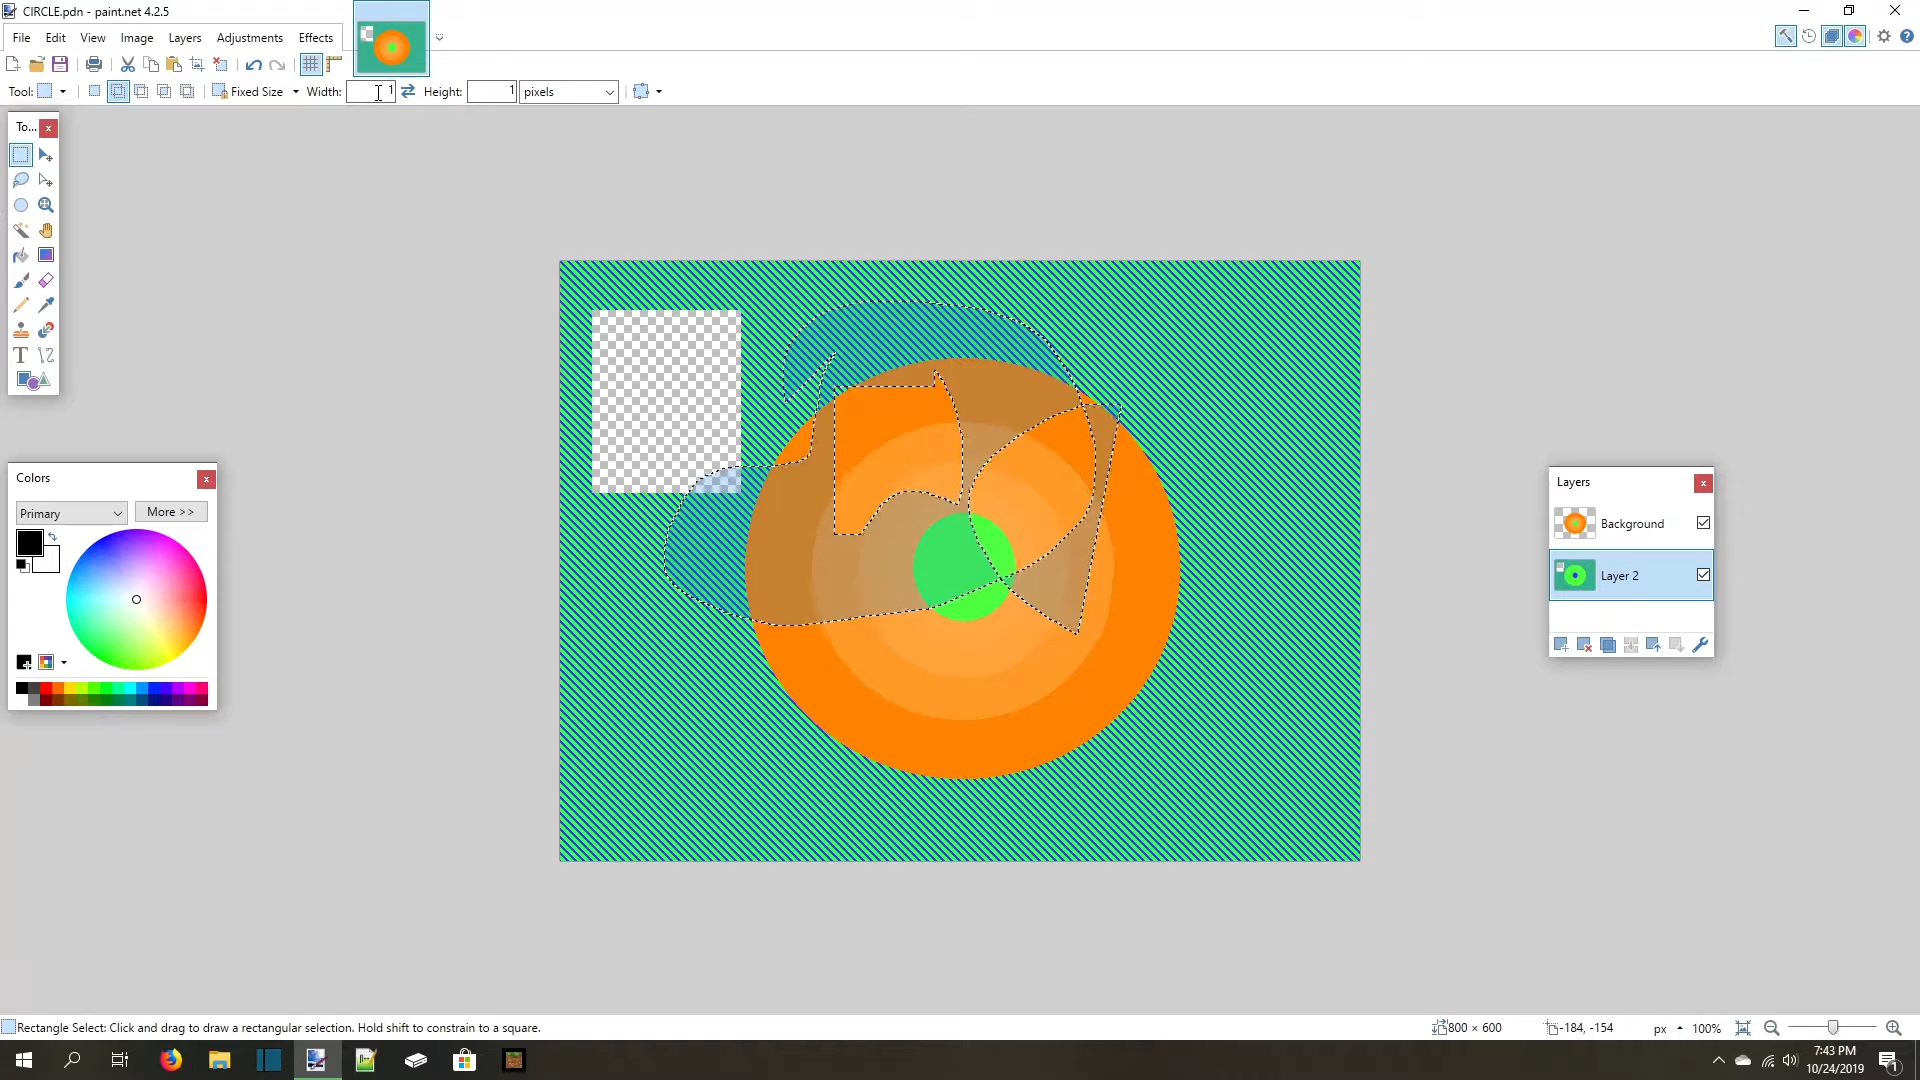 CIRCLE.pdn - paint.net 4.2.5
File Edit View Image Layers Adjustments Effects
Tool: Fixed Size Width: 1 Height: 1 pixels
To...
Colors
Primary More >>
Layers
Background
Layer 2
Rectangle Select: Click and drag to draw a rectangular selection. Hold shift to constrain to a square.
800 × 600 -184, -154 px 100%
7:43 PM
10/24/2019
1